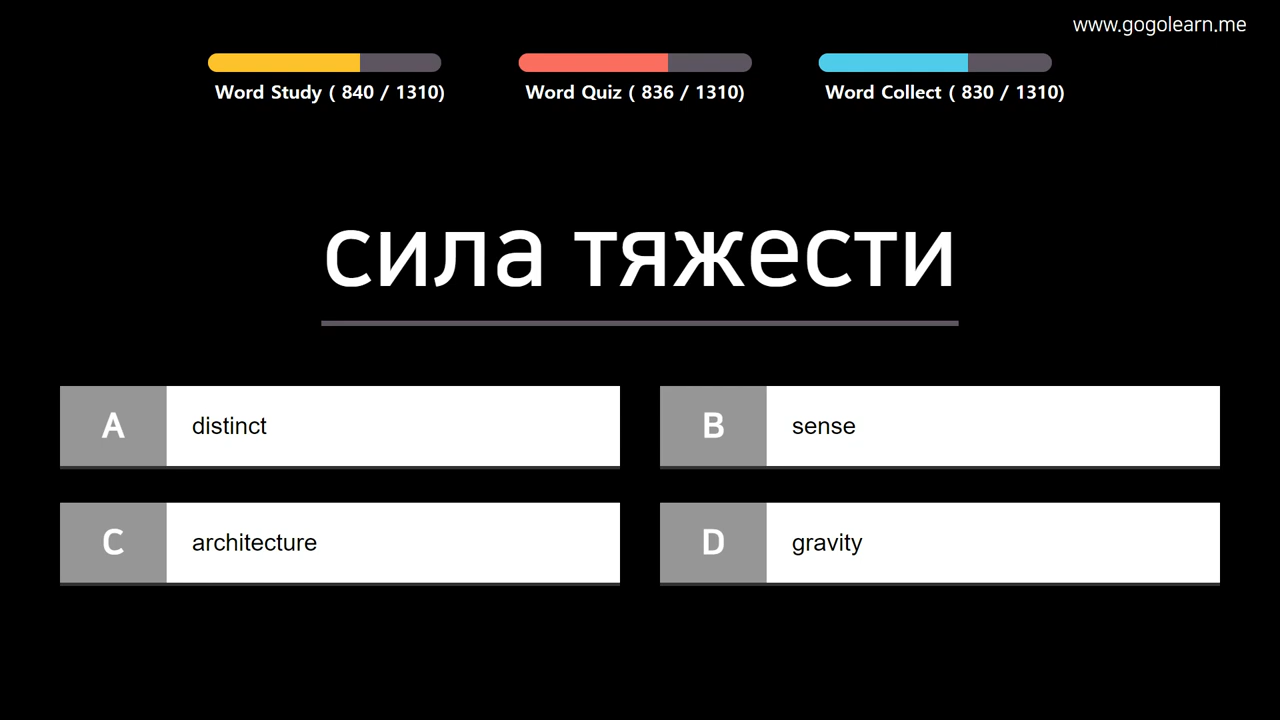 www.gogolearn.me
Word Study ( 840 / 1310)
Word Quiz ( 836 / 1310)
Word Collect ( 830 / 1310)
сила тяжести
A distinct
B sense
C architecture
D gravity